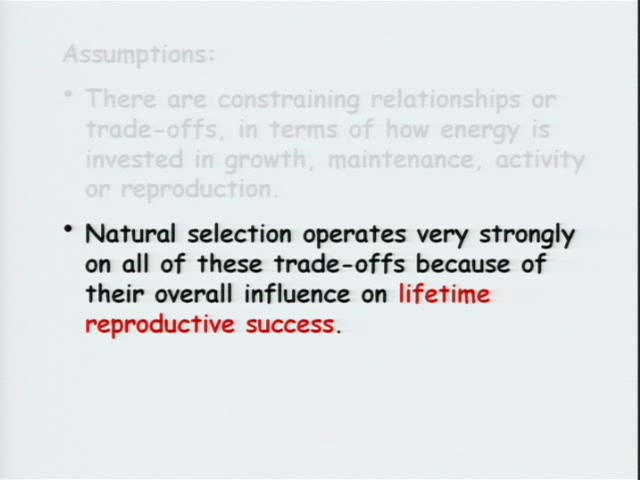 Assumptions:
• There are constraining relationships or
trade-offs, in terms of how energy is
invested in growth, maintenance, activity
or reproduction.
• Natural selection operates very strongly
on all of these trade-offs because of
their overall influence on lifetime
reproductive success.